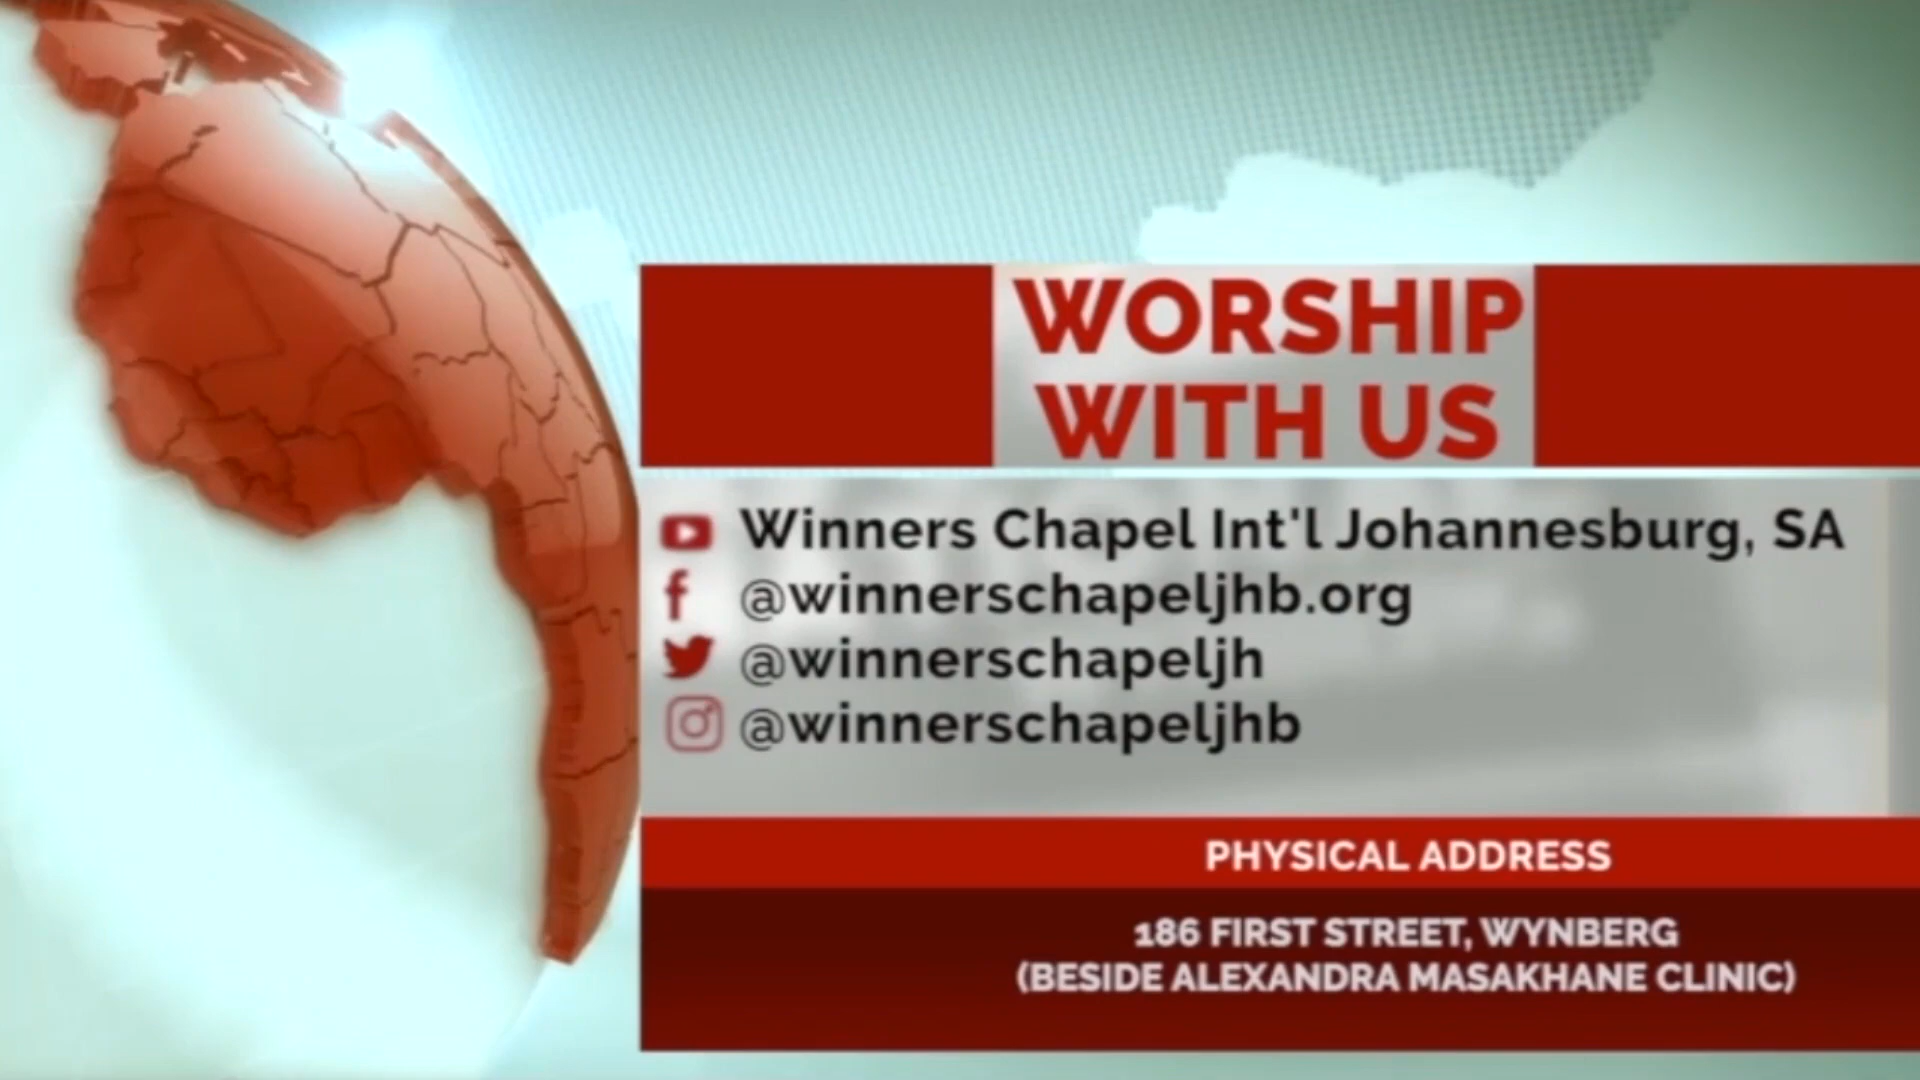 WORSHIP
WITH US
Winners Chapel Int'l Johannesburg, SA
@winnerschapeljhb.org
@winnerschapeljh
@winnerschapeljhb
PHYSICAL ADDRESS
186 FIRST STREET, WYNBERG
(BESIDE ALEXANDRA MASAKHANE CLINIC)